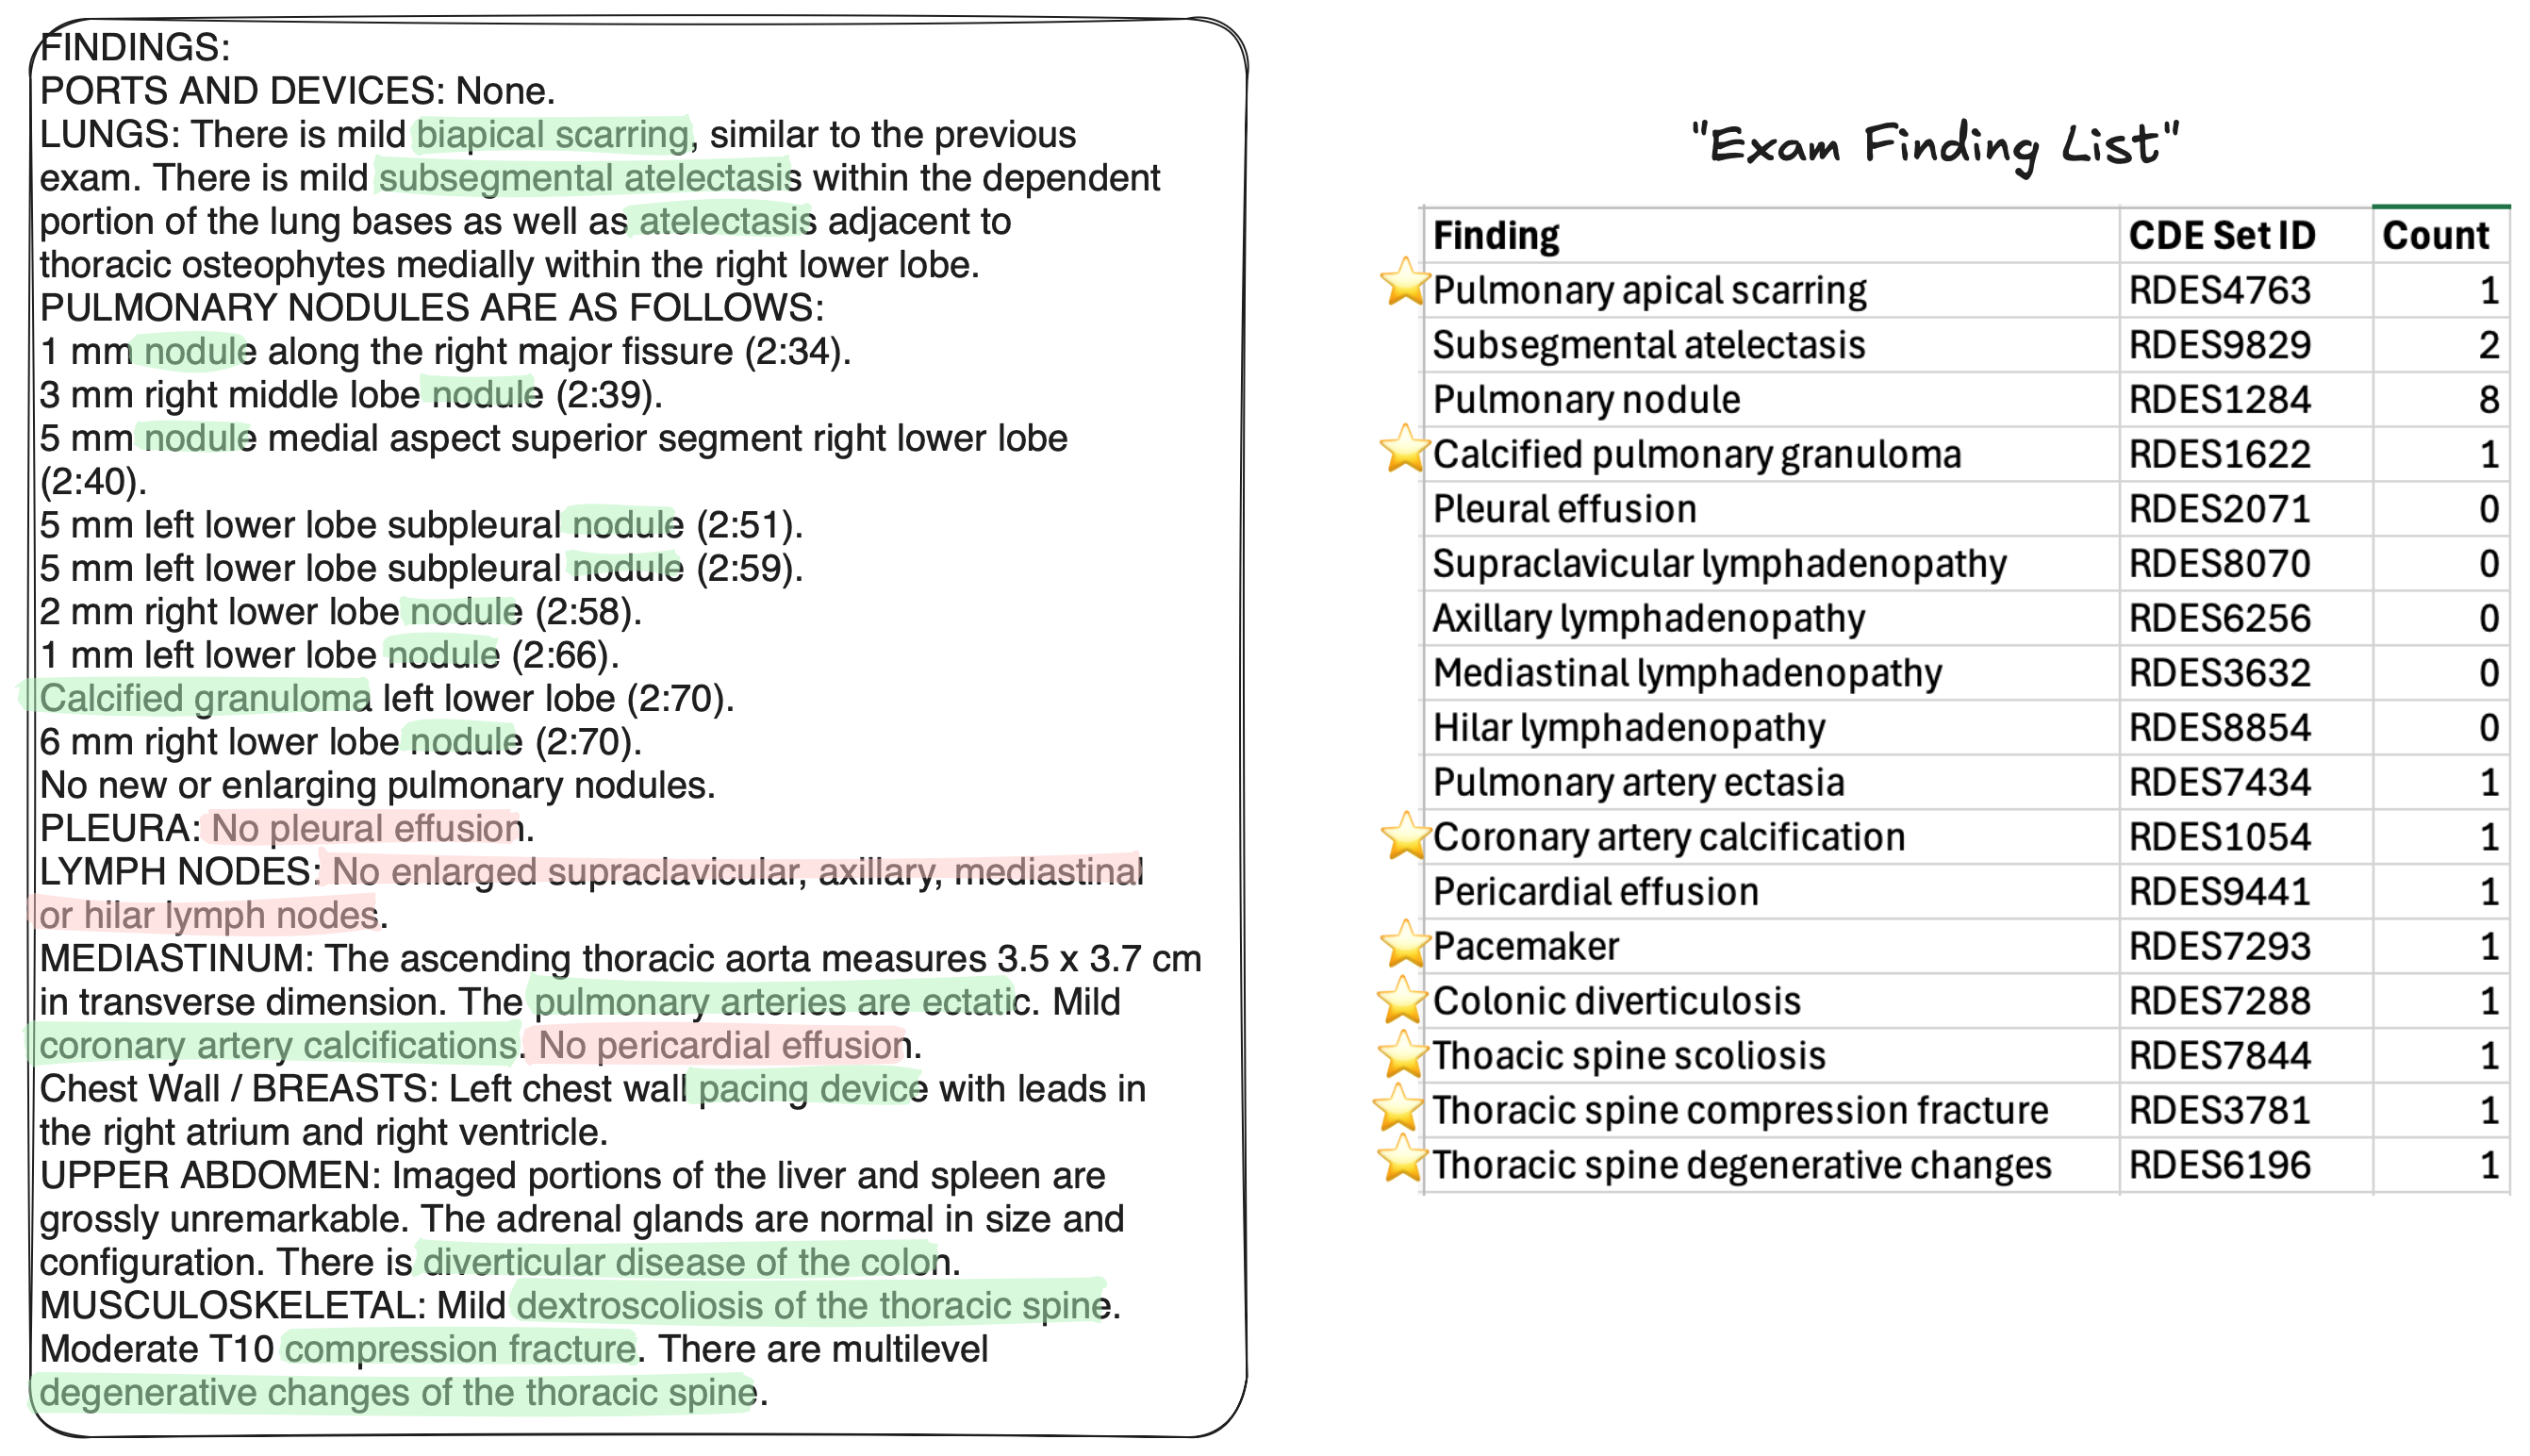 FINDINGS:
PORTS AND DEVICES: None.
LUNGS: There is mild biapical scarring, similar to the previous
exam. There is mild subsegmental atelectasis within the dependent
portion of the lung bases as well as atelectasis adjacent to
thoracic osteophytes medially within the right lower lobe.
PULMONARY NODULES ARE AS FOLLOWS:
1 mm nodule along the right major fissure (2:34).
3 mm right middle lobe nodule (2:39).
5 mm nodule medial aspect superior segment right lower lobe
(2:40).
5 mm left lower lobe subpleural nodule (2:51).
5 mm left lower lobe subpleural nodule (2:59).
2 mm right lower lobe nodule (2:58).
1 mm left lower lobe nodule (2:66).
Calcified granuloma left lower lobe (2:70).
6 mm right lower lobe nodule (2:70).
No new or enlarging pulmonary nodules.
PLEURA: No pleural effusion.
LYMPH NODES: No enlarged supraclavicular, axillary, mediastinal
or hilar lymph nodes.
MEDIASTINUM: The ascending thoracic aorta measures 3.5 x 3.7 cm
in transverse dimension. The pulmonary arteries are ectatic. Mild
coronary artery calcifications. No pericardial effusion.
Chest Wall / BREASTS: Left chest wall pacing device with leads in
the right atrium and right ventricle.
UPPER ABDOMEN: Imaged portions of the liver and spleen are
grossly unremarkable. The adrenal glands are normal in size and
configuration. There is diverticular disease of the colon.
MUSCULOSKELETAL: Mild dextroscoliosis of the thoracic spine.
Moderate T10 compression fracture. There are multilevel
degenerative changes of the thoracic spine.
"Exam Finding List"
Finding CDE Set ID Count
Pulmonary apical scarring RDES4763 1
Subsegmental atelectasis RDES9829 2
Pulmonary nodule RDES1284 8
Calcified pulmonary granuloma RDES1622 1
Pleural effusion RDES2071 0
Supraclavicular lymphadenopathy RDES8070 0
Axillary lymphadenopathy RDES6256 0
Mediastinal lymphadenopathy RDES3632 0
Hilar lymphadenopathy RDES8854 0
Pulmonary artery ectasia RDES7434 1
Coronary artery calcification RDES1054 1
Pericardial effusion RDES9441 1
Pacemaker RDES7293 1
Colonic diverticulosis RDES7288 1
Thoacic spine scoliosis RDES7844 1
Thoracic spine compression fracture RDES3781 1
Thoracic spine degenerative changes RDES6196 1